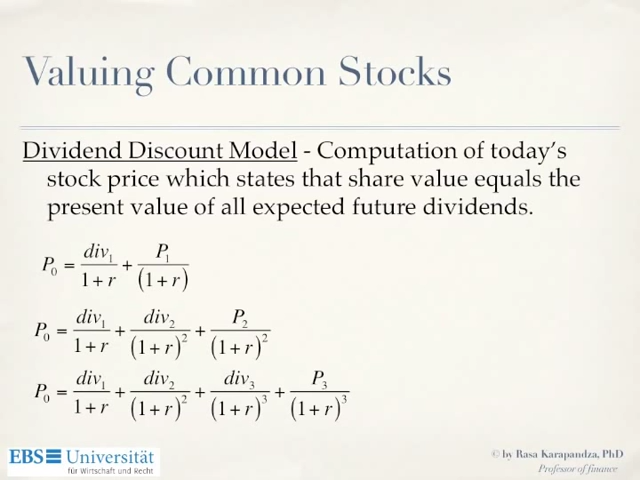 Valuing Common Stocks
Dividend Discount Model - Computation of today's
stock price which states that share value equals the
present value of all expected future dividends.
P₀ = div₁/(1 + r) + P₁/(1 + r)
P₀ = div₁/(1 + r) + div₂/(1 + r)² + P₂/(1 + r)²
P₀ = div₁/(1 + r) + div₂/(1 + r)² + div₃/(1 + r)³ + P₃/(1 + r)³
EBS Universität
für Wirtschaft und Recht
© by Rasa Karapandza, PhD
Professor of finance